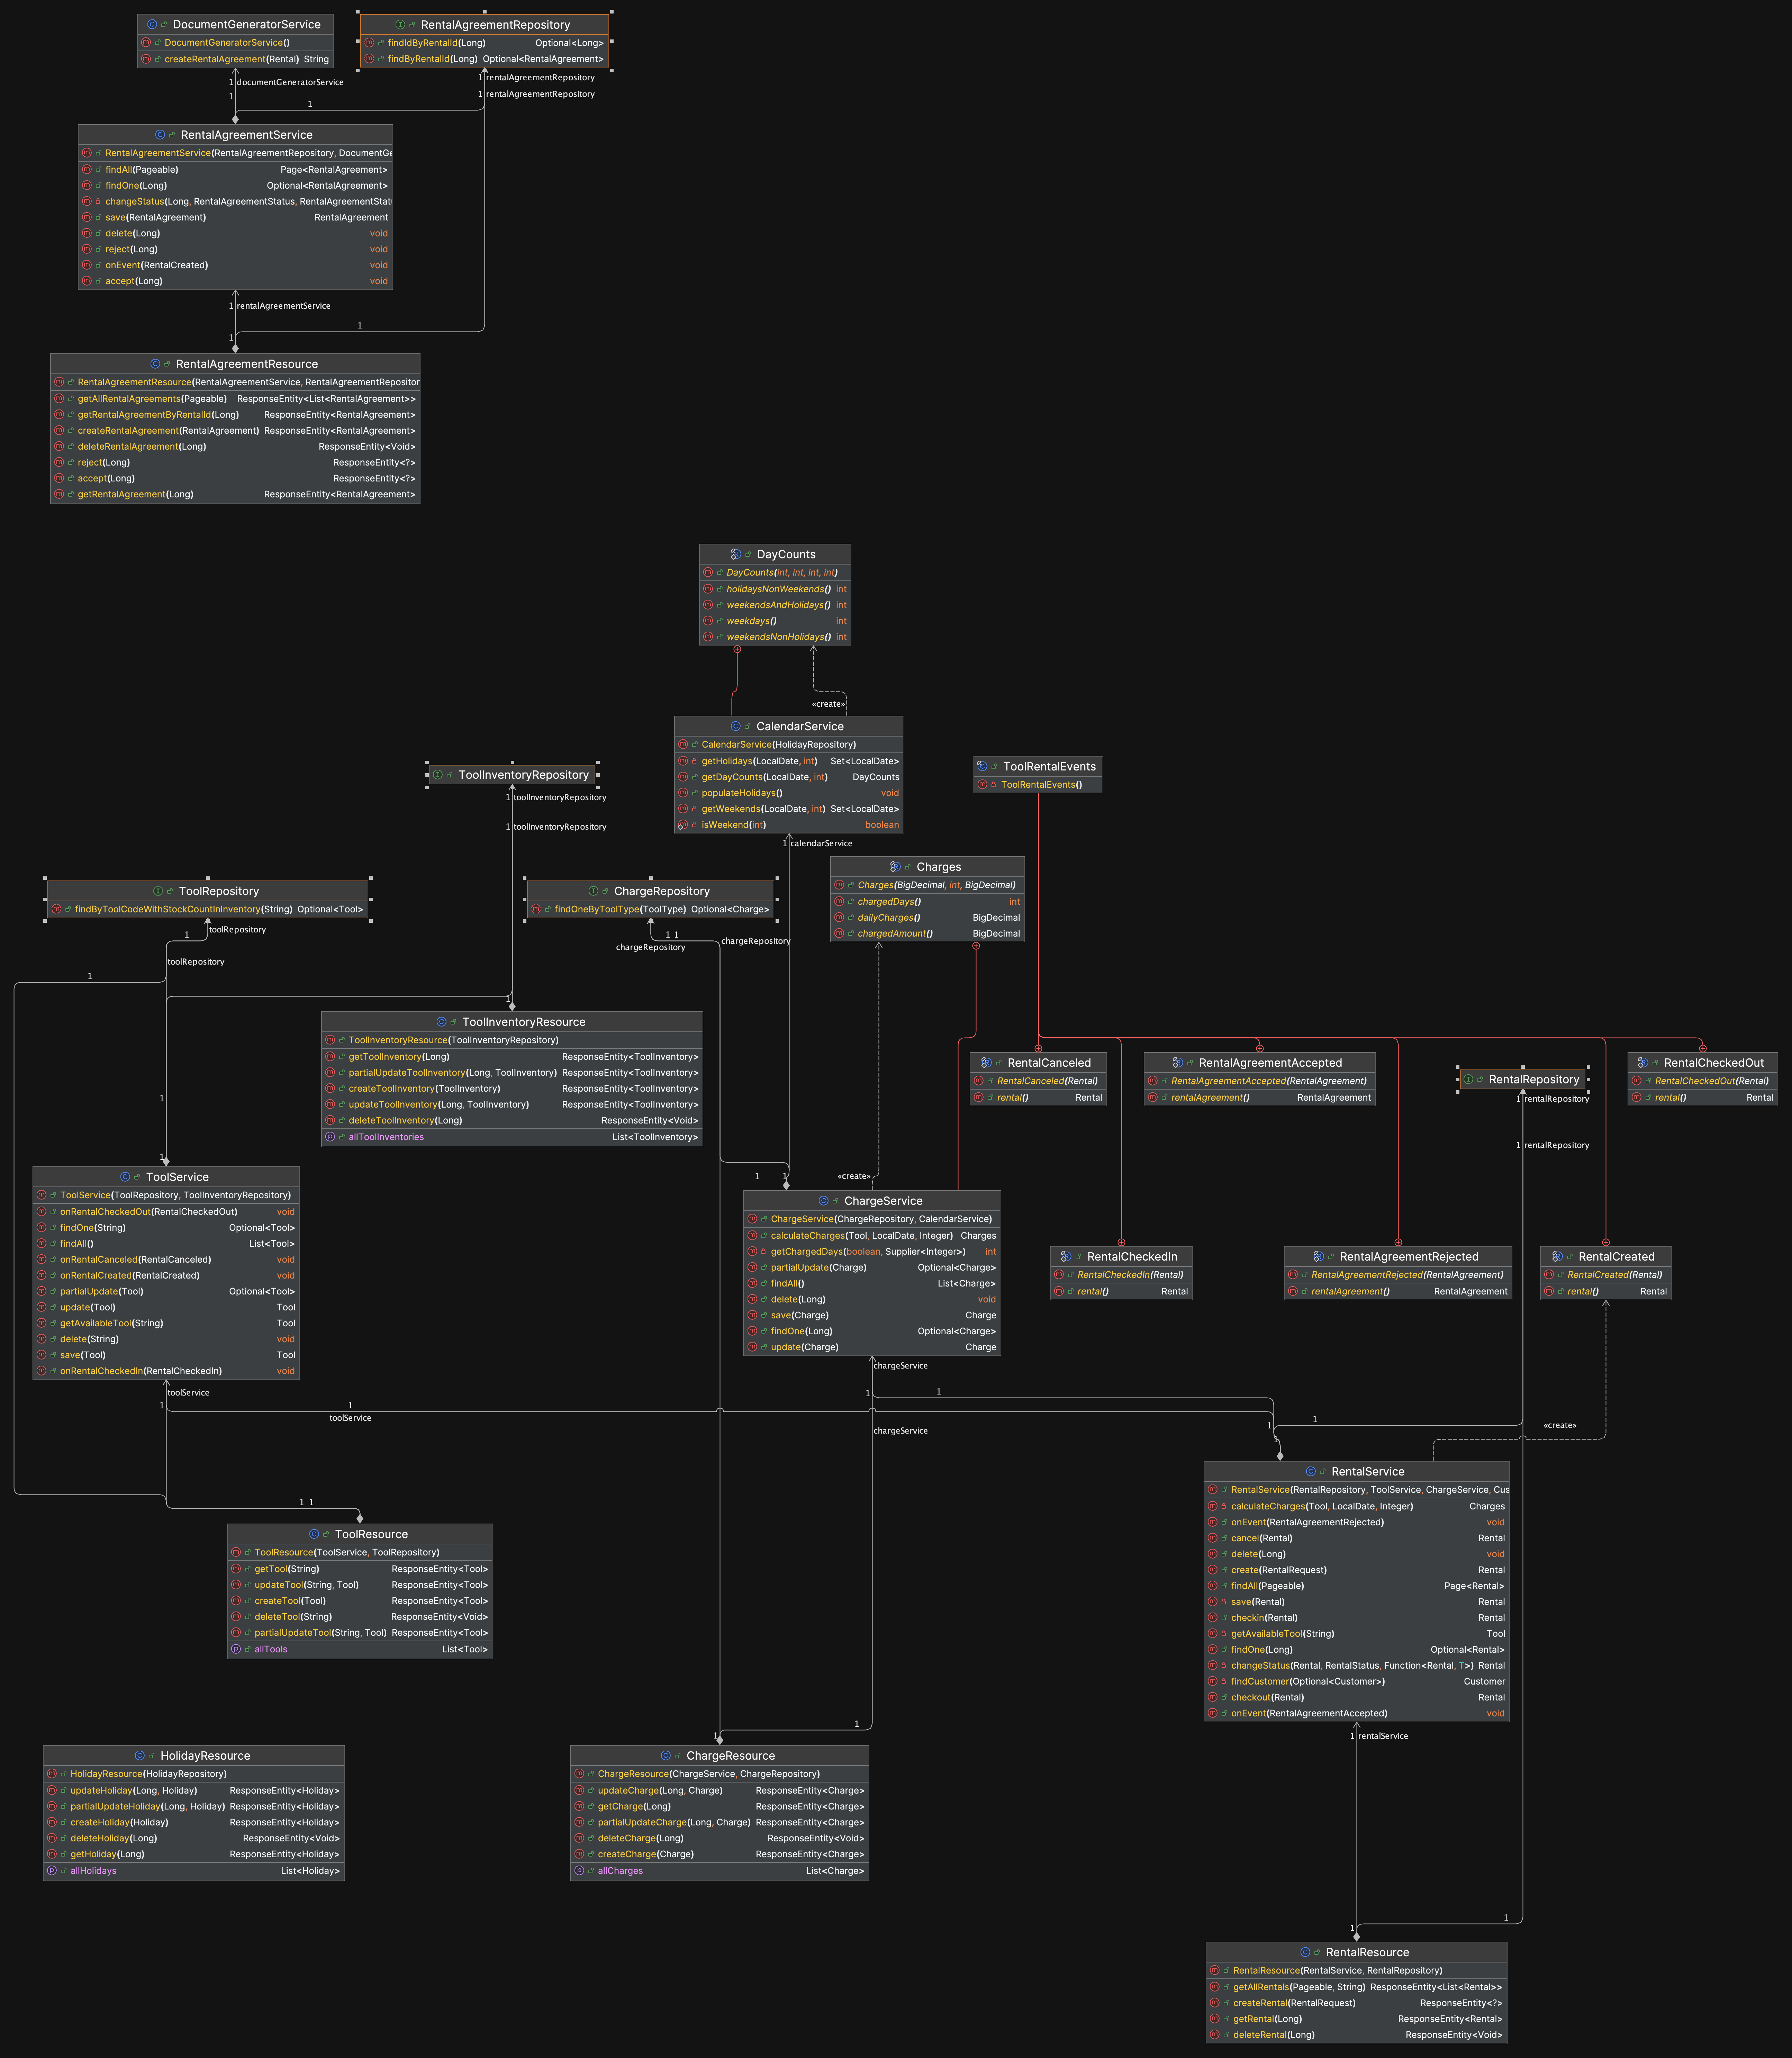 DocumentGeneratorService
DocumentGeneratorService()
createRentalAgreement(Rental) String
RentalAgreementRepository
findIdByRentalId(Long) Optional<Long>
findByRentalId(Long) Optional<RentalAgreement>
1 documentGeneratorService
1
1 rentalAgreementRepository
1 rentalAgreementRepository
1
RentalAgreementService
RentalAgreementService(RentalAgreementRepository, DocumentGe
findAll(Pageable) Page<RentalAgreement>
findOne(Long) Optional<RentalAgreement>
changeStatus(Long, RentalAgreementStatus, RentalAgreementStatu
save(RentalAgreement) RentalAgreement
delete(Long) void
reject(Long) void
onEvent(RentalCreated) void
accept(Long) void
1 rentalAgreementService
1
1
RentalAgreementResource
RentalAgreementResource(RentalAgreementService, RentalAgreementRepositor
getAllRentalAgreements(Pageable) ResponseEntity<List<RentalAgreement>>
getRentalAgreementByRentalId(Long) ResponseEntity<RentalAgreement>
createRentalAgreement(RentalAgreement) ResponseEntity<RentalAgreement>
deleteRentalAgreement(Long) ResponseEntity<Void>
reject(Long) ResponseEntity<?>
accept(Long) ResponseEntity<?>
getRentalAgreement(Long) ResponseEntity<RentalAgreement>
DayCounts
DayCounts(int, int, int, int)
holidaysNonWeekends() int
weekendsAndHolidays() int
weekdays() int
weekendsNonHolidays() int
«create»
CalendarService
CalendarService(HolidayRepository)
getHolidays(LocalDate, int) Set<LocalDate>
getDayCounts(LocalDate, int) DayCounts
populateHolidays() void
getWeekends(LocalDate, int) Set<LocalDate>
isWeekend(int) boolean
1 calendarService
ToolInventoryRepository
1 toolInventoryRepository
1 toolInventoryRepository
ToolRentalEvents
ToolRentalEvents()
Charges
Charges(BigDecimal, int, BigDecimal)
chargedDays() int
dailyCharges() BigDecimal
chargedAmount() BigDecimal
ToolRepository
findByToolCodeWithStockCountInInventory(String) Optional<Tool>
1 toolRepository
toolRepository
1
ChargeRepository
findOneByToolType(ToolType) Optional<Charge>
1 1
chargeRepository
chargeRepository
1
ToolInventoryResource
ToolInventoryResource(ToolInventoryRepository)
getToolInventory(Long) ResponseEntity<ToolInventory>
partialUpdateToolInventory(Long, ToolInventory) ResponseEntity<ToolInventory>
createToolInventory(ToolInventory) ResponseEntity<ToolInventory>
updateToolInventory(Long, ToolInventory) ResponseEntity<ToolInventory>
deleteToolInventory(Long) ResponseEntity<Void>
allToolInventories List<ToolInventory>
RentalCanceled
RentalCanceled(Rental)
rental() Rental
RentalAgreementAccepted
RentalAgreementAccepted(RentalAgreement)
rentalAgreement() RentalAgreement
RentalRepository
1 rentalRepository
1 rentalRepository
RentalCheckedOut
RentalCheckedOut(Rental)
rental() Rental
1
1
ToolService
ToolService(ToolRepository, ToolInventoryRepository)
onRentalCheckedOut(RentalCheckedOut) void
findOne(String) Optional<Tool>
findAll() List<Tool>
onRentalCanceled(RentalCanceled) void
onRentalCreated(RentalCreated) void
partialUpdate(Tool) Optional<Tool>
update(Tool) Tool
getAvailableTool(String) Tool
delete(String) void
save(Tool) Tool
onRentalCheckedIn(RentalCheckedIn) void
1 1 «create»
ChargeService
ChargeService(ChargeRepository, CalendarService)
calculateCharges(Tool, LocalDate, Integer) Charges
getChargedDays(boolean, Supplier<Integer>) int
partialUpdate(Charge) Optional<Charge>
findAll() List<Charge>
delete(Long) void
save(Charge) Charge
findOne(Long) Optional<Charge>
update(Charge) Charge
RentalCheckedIn
RentalCheckedIn(Rental)
rental() Rental
RentalAgreementRejected
RentalAgreementRejected(RentalAgreement)
rentalAgreement() RentalAgreement
RentalCreated
RentalCreated(Rental)
rental() Rental
toolService
1 1
toolService
chargeService
1 1
chargeService
1 1
1
«create»
RentalService
RentalService(RentalRepository, ToolService, ChargeService, Cus
calculateCharges(Tool, LocalDate, Integer) Charges
onEvent(RentalAgreementRejected) void
cancel(Rental) Rental
delete(Long) void
create(RentalRequest) Rental
findAll(Pageable) Page<Rental>
save(Rental) Rental
checkin(Rental) Rental
getAvailableTool(String) Tool
findOne(Long) Optional<Rental>
changeStatus(Rental, RentalStatus, Function<Rental, T>) Rental
findCustomer(Optional<Customer>) Customer
checkout(Rental) Rental
onEvent(RentalAgreementAccepted) void
1 rentalService
1 1
ToolResource
ToolResource(ToolService, ToolRepository)
getTool(String) ResponseEntity<Tool>
updateTool(String, Tool) ResponseEntity<Tool>
createTool(Tool) ResponseEntity<Tool>
deleteTool(String) ResponseEntity<Void>
partialUpdateTool(String, Tool) ResponseEntity<Tool>
allTools List<Tool>
HolidayResource
HolidayResource(HolidayRepository)
updateHoliday(Long, Holiday) ResponseEntity<Holiday>
partialUpdateHoliday(Long, Holiday) ResponseEntity<Holiday>
createHoliday(Holiday) ResponseEntity<Holiday>
deleteHoliday(Long) ResponseEntity<Void>
getHoliday(Long) ResponseEntity<Holiday>
allHolidays List<Holiday>
1
1
ChargeResource
ChargeResource(ChargeService, ChargeRepository)
updateCharge(Long, Charge) ResponseEntity<Charge>
getCharge(Long) ResponseEntity<Charge>
partialUpdateCharge(Long, Charge) ResponseEntity<Charge>
deleteCharge(Long) ResponseEntity<Void>
createCharge(Charge) ResponseEntity<Charge>
allCharges List<Charge>
1
1
RentalResource
RentalResource(RentalService, RentalRepository)
getAllRentals(Pageable, String) ResponseEntity<List<Rental>>
createRental(RentalRequest) ResponseEntity<?>
getRental(Long) ResponseEntity<Rental>
deleteRental(Long) ResponseEntity<Void>